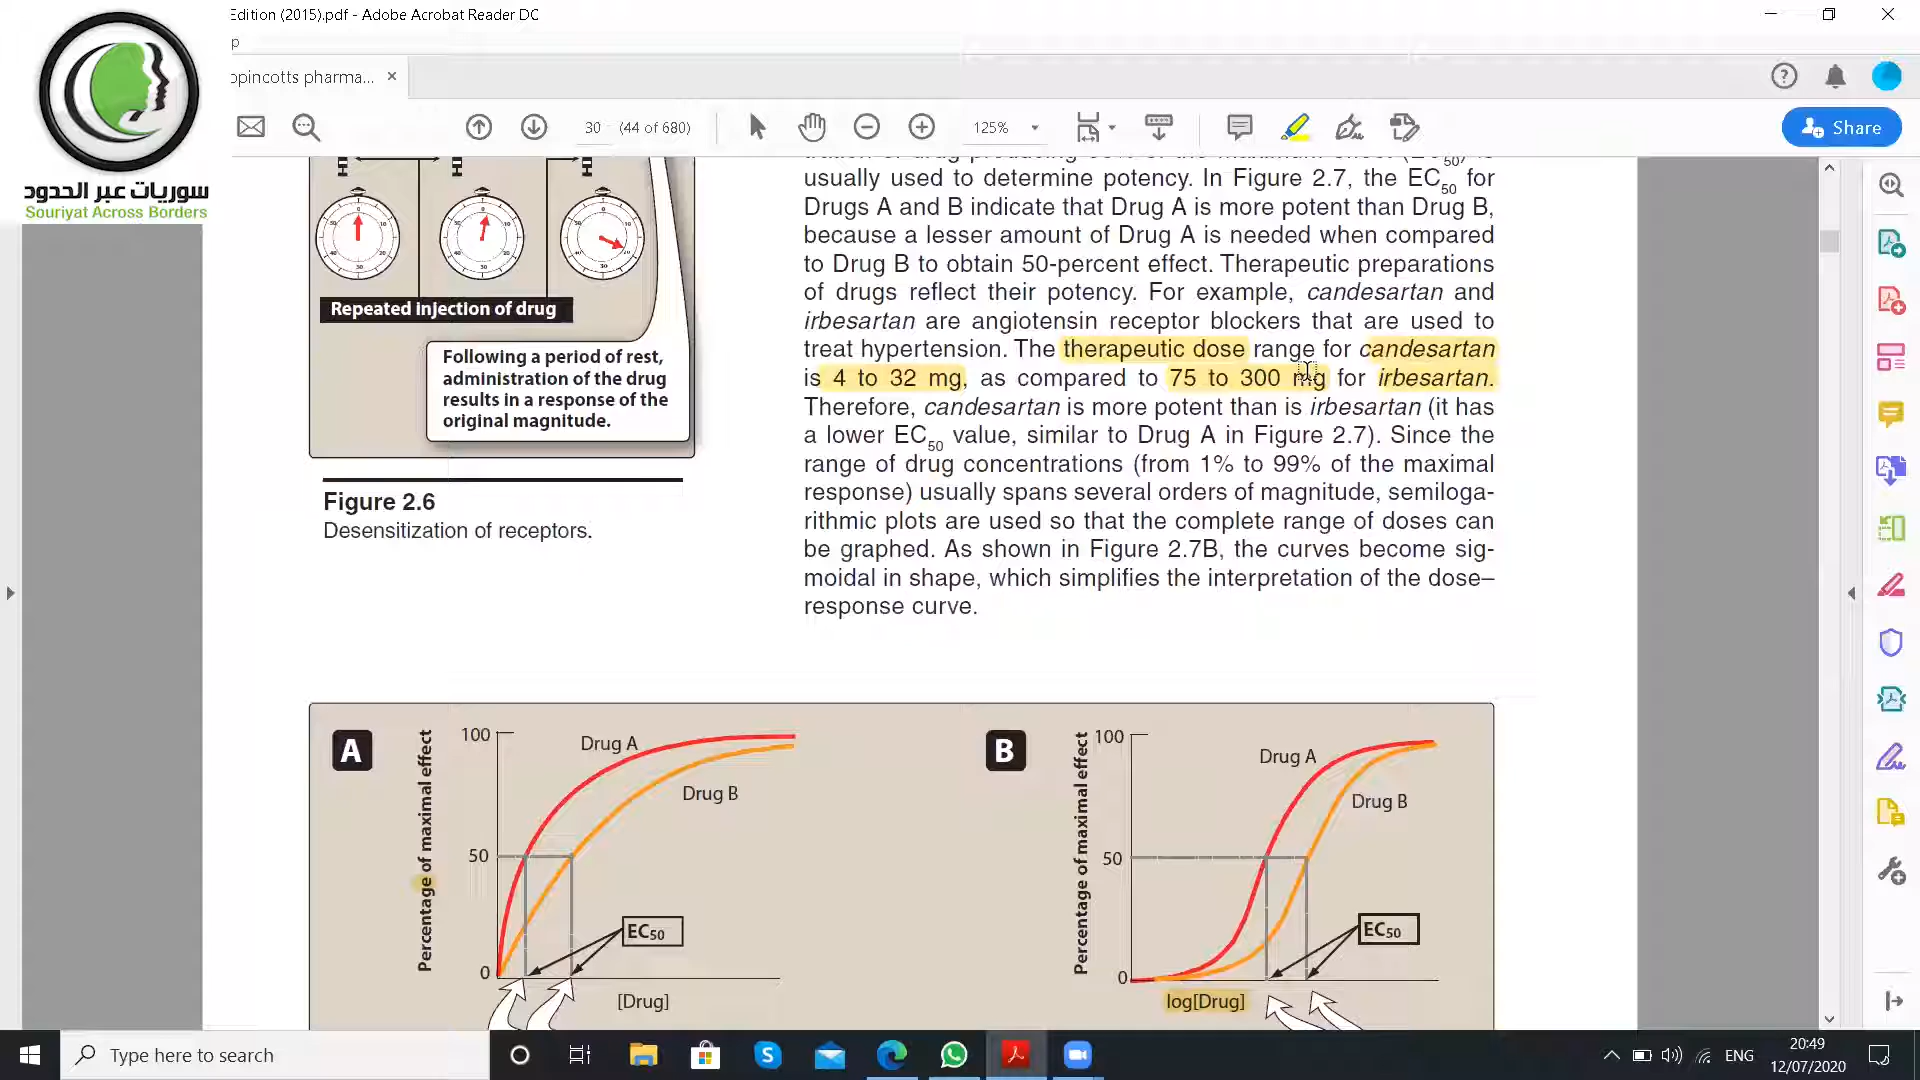 Edition (2015).pdf - Adobe Acrobat Reader DC
p
opincotts pharma...
30
(44 of 680)
125%
Share
سوريات عبر الحدود
Souriyat Across Borders
Repeated injection of drug
Following a period of rest,
administration of the drug
results in a response of the
original magnitude.
Figure 2.6
Desensitization of receptors.
usually used to determine potency. In Figure 2.7, the EC50 for
Drugs A and B indicate that Drug A is more potent than Drug B,
because a lesser amount of Drug A is needed when compared
to Drug B to obtain 50-percent effect. Therapeutic preparations
of drugs reflect their potency. For example, candesartan and
irbesartan are angiotensin receptor blockers that are used to
treat hypertension. The therapeutic dose range for candesartan
is 4 to 32 mg, as compared to 75 to 300 mg for irbesartan.
Therefore, candesartan is more potent than is irbesartan (it has
a lower EC50 value, similar to Drug A in Figure 2.7). Since the
range of drug concentrations (from 1% to 99% of the maximal
response) usually spans several orders of magnitude, semiloga-
rithmic plots are used so that the complete range of doses can
be graphed. As shown in Figure 2.7B, the curves become sig-
moidal in shape, which simplifies the interpretation of the dose–
response curve.
A
Percentage of maximal effect
100
50
0
Drug A
Drug B
EC50
[Drug]
B
Percentage of maximal effect
100
50
0
Drug A
Drug B
EC50
log[Drug]
Type here to search
ENG
20:49
12/07/2020